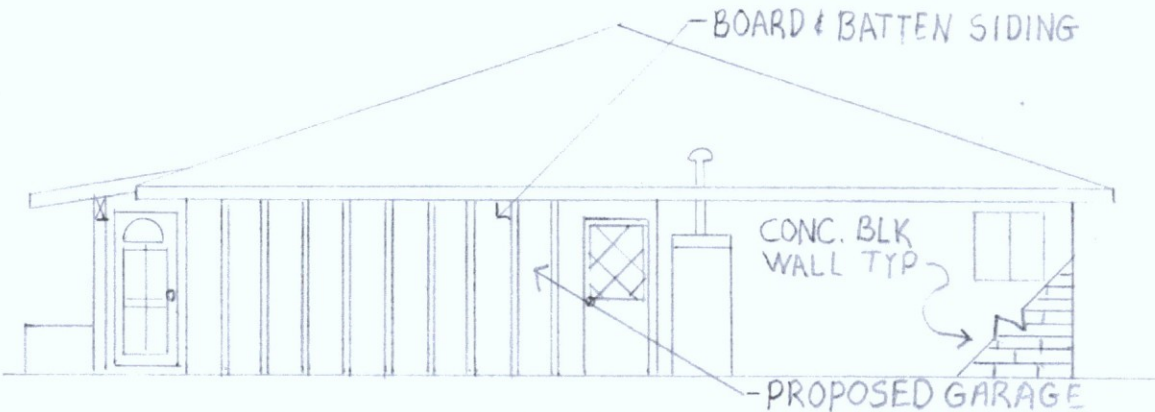 -BOARD & BATTEN SIDING
CONC. BLK
WALL TYP
-PROPOSED GARAGE